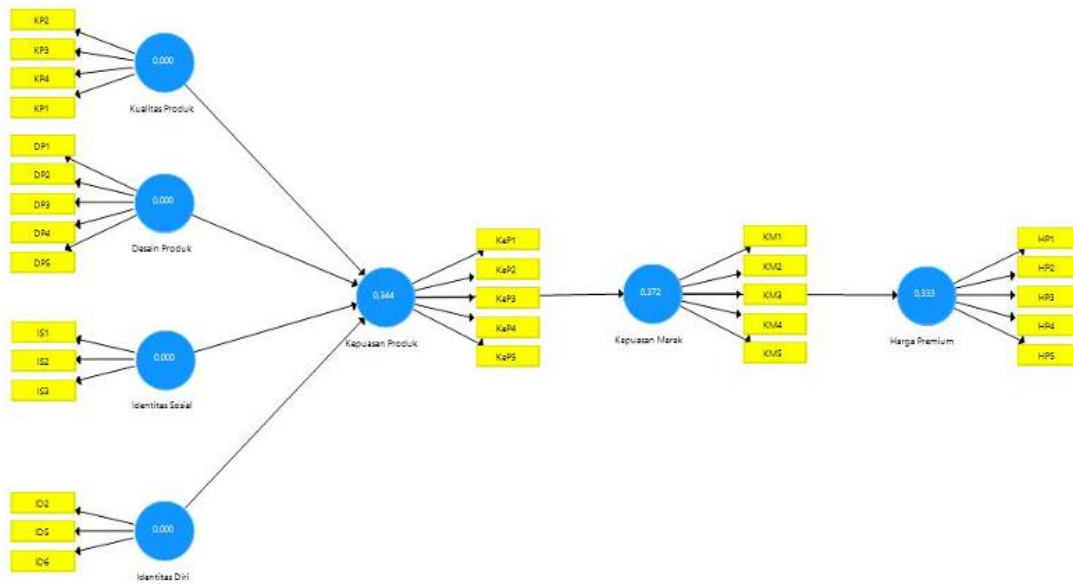 KP2
KP3
KP4
KP1
0,000
Kualitas Produk
DP1
DP2
DP3
DP4
DP5
0,000
Desain Produk
IS1
IS2
IS3
0,000
Identitas Sosial
ID2
ID5
ID6
0,000
Identitas Diri
0,344
Kepuasan Produk
KeP1
KeP2
KeP3
KeP4
KeP5
0,372
Kepuasan Merek
KM1
KM2
KM3
KM4
KM5
0,333
Harga Premium
HP1
HP2
HP3
HP4
HP5